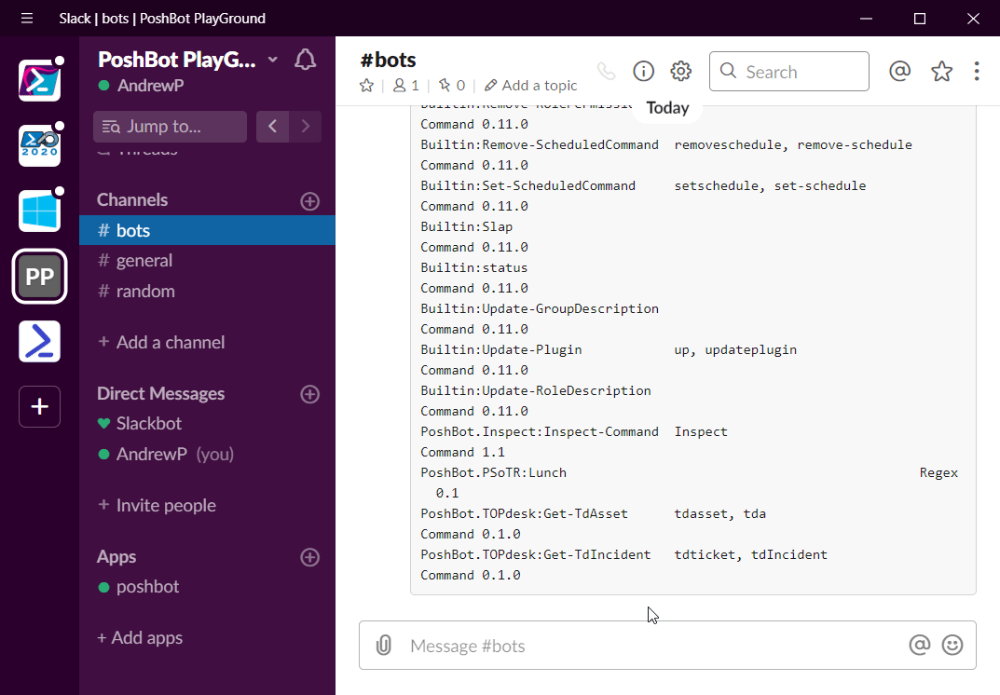 Slack | bots | PoshBot PlayGround
PoshBot PlayG...
AndrewP
Jump to...
Threads
Channels
# bots
# general
# random
+ Add a channel
Direct Messages
Slackbot
AndrewP (you)
+ Invite people
Apps
poshbot
+ Add apps
2020
PP
#bots
1 | 0 | Add a topic
Search
Today
Command 0.11.0
Builtin:Remove-ScheduledCommand removeschedule, remove-schedule
Command 0.11.0
Builtin:Set-ScheduledCommand setschedule, set-schedule
Command 0.11.0
Builtin:Slap
Command 0.11.0
Builtin:status
Command 0.11.0
Builtin:Update-GroupDescription
Command 0.11.0
Builtin:Update-Plugin up, updateplugin
Command 0.11.0
Builtin:Update-RoleDescription
Command 0.11.0
PoshBot.Inspect:Inspect-Command Inspect
Command 1.1
PoshBot.PSoTR:Lunch Regex
0.1
PoshBot.TOPdesk:Get-TdAsset tdasset, tda
Command 0.1.0
PoshBot.TOPdesk:Get-TdIncident tdticket, tdIncident
Command 0.1.0
Message #bots